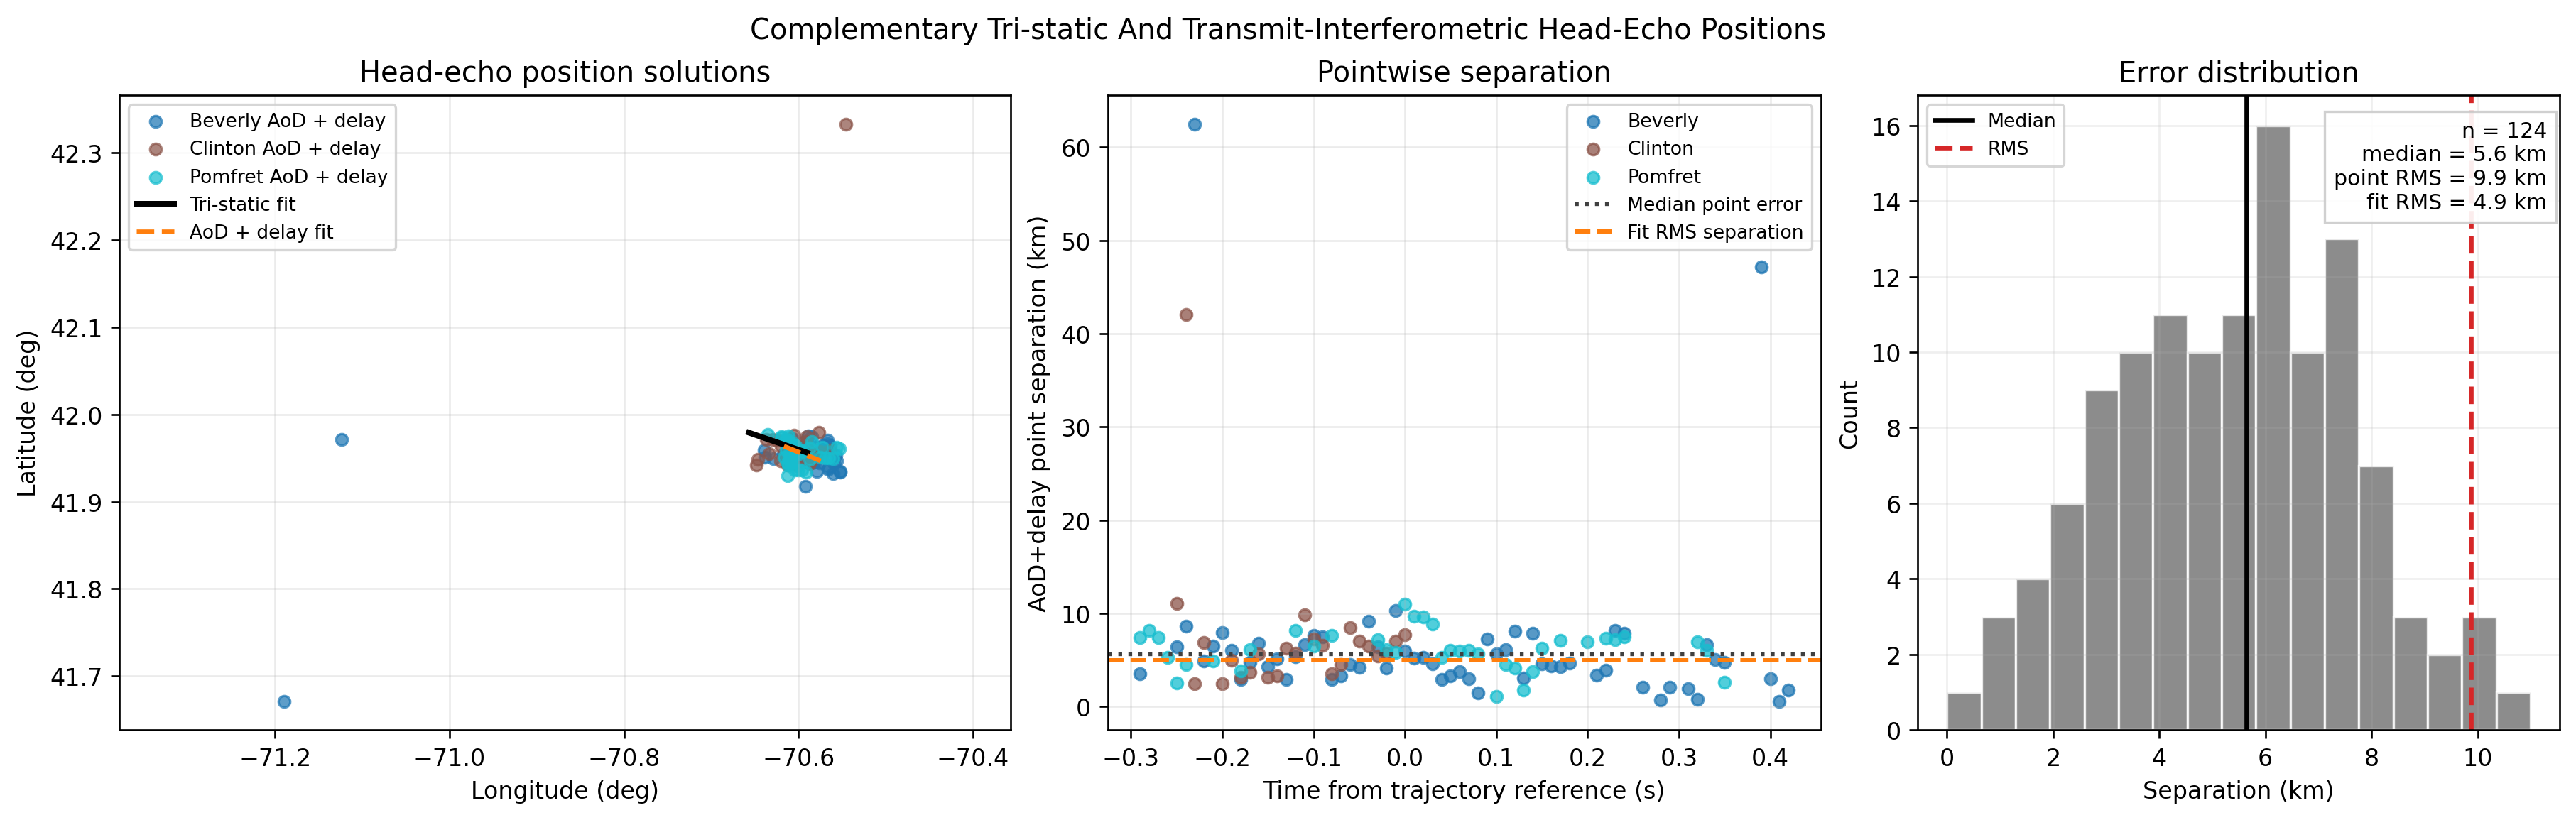 Complementary Tri-static And Transmit-Interferometric Head-Echo Positions
Head-echo position solutions
Beverly AoD + delay
Clinton AoD + delay
Pomfret AoD + delay
Tri-static fit
AoD + delay fit
42.3
42.2
42.1
42.0
41.9
41.8
41.7
Latitude (deg)
−71.2
−71.0
−70.8
−70.6
−70.4
Longitude (deg)
Pointwise separation
Beverly
Clinton
Pomfret
Median point error
Fit RMS separation
60
50
40
30
20
10
0
AoD+delay point separation (km)
−0.3
−0.2
−0.1
0.0
0.1
0.2
0.3
0.4
Time from trajectory reference (s)
Error distribution
Median
RMS
n = 124
median = 5.6 km
point RMS = 9.9 km
fit RMS = 4.9 km
16
14
12
10
8
6
4
2
0
Count
0
2
4
6
8
10
Separation (km)